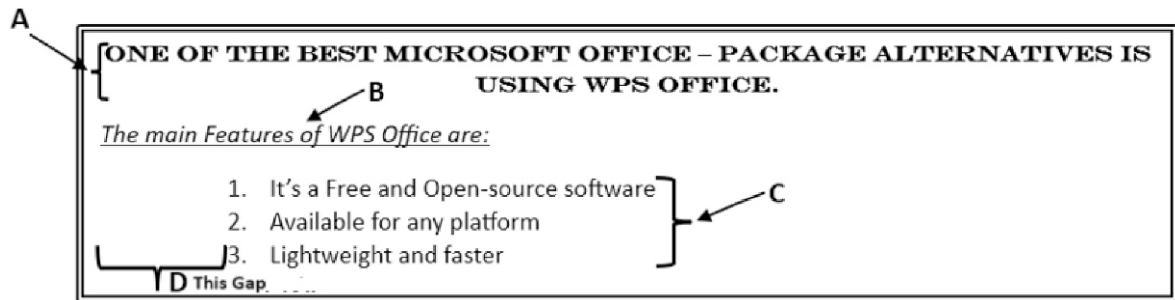 A
ONE OF THE BEST MICROSOFT OFFICE – PACKAGE ALTERNATIVES IS
USING WPS OFFICE.
B
The main Features of WPS Office are:
1. It's a Free and Open-source software
2. Available for any platform
3. Lightweight and faster
C
D This Gap